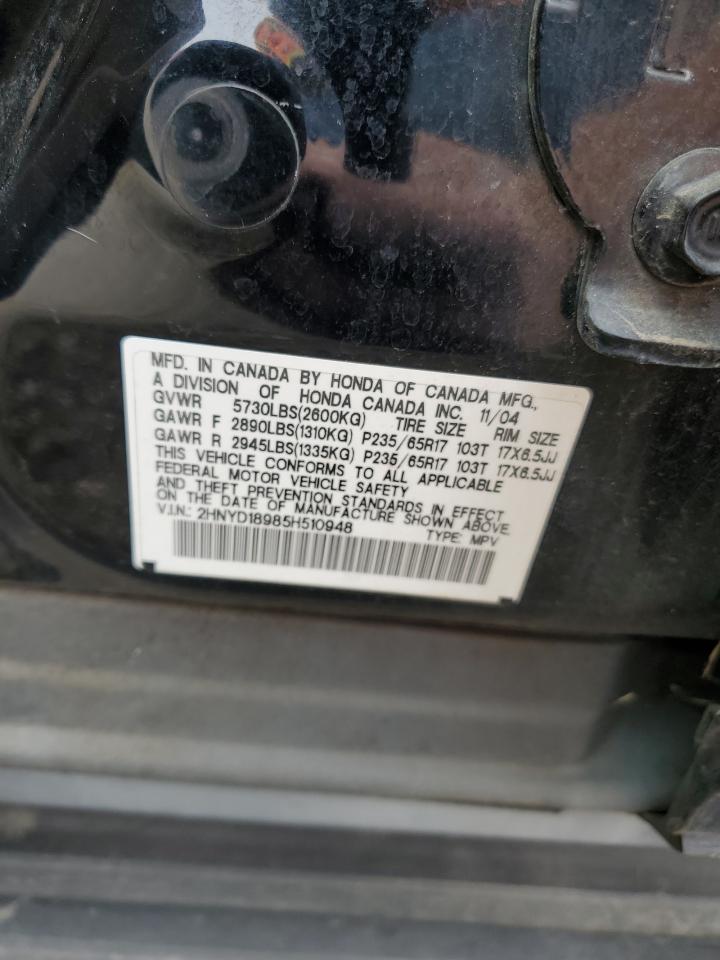 MFD. IN CANADA BY HONDA OF CANADA MFG.,
A DIVISION OF HONDA CANADA INC. 11/04
GVWR 5730LBS(2600KG) TIRE SIZE RIM SIZE
GAWR F 2890LBS(1310KG) P235/65R17 103T 17X6.5JJ
GAWR R 2945LBS(1335KG) P235/65R17 103T 17X6.5JJ
THIS VEHICLE CONFORMS TO ALL APPLICABLE
FEDERAL MOTOR VEHICLE SAFETY
AND THEFT PREVENTION STANDARDS IN EFFECT
ON THE DATE OF MANUFACTURE SHOWN ABOVE.
V.I.N.: 2HNYD18985H510948 TYPE: MPV